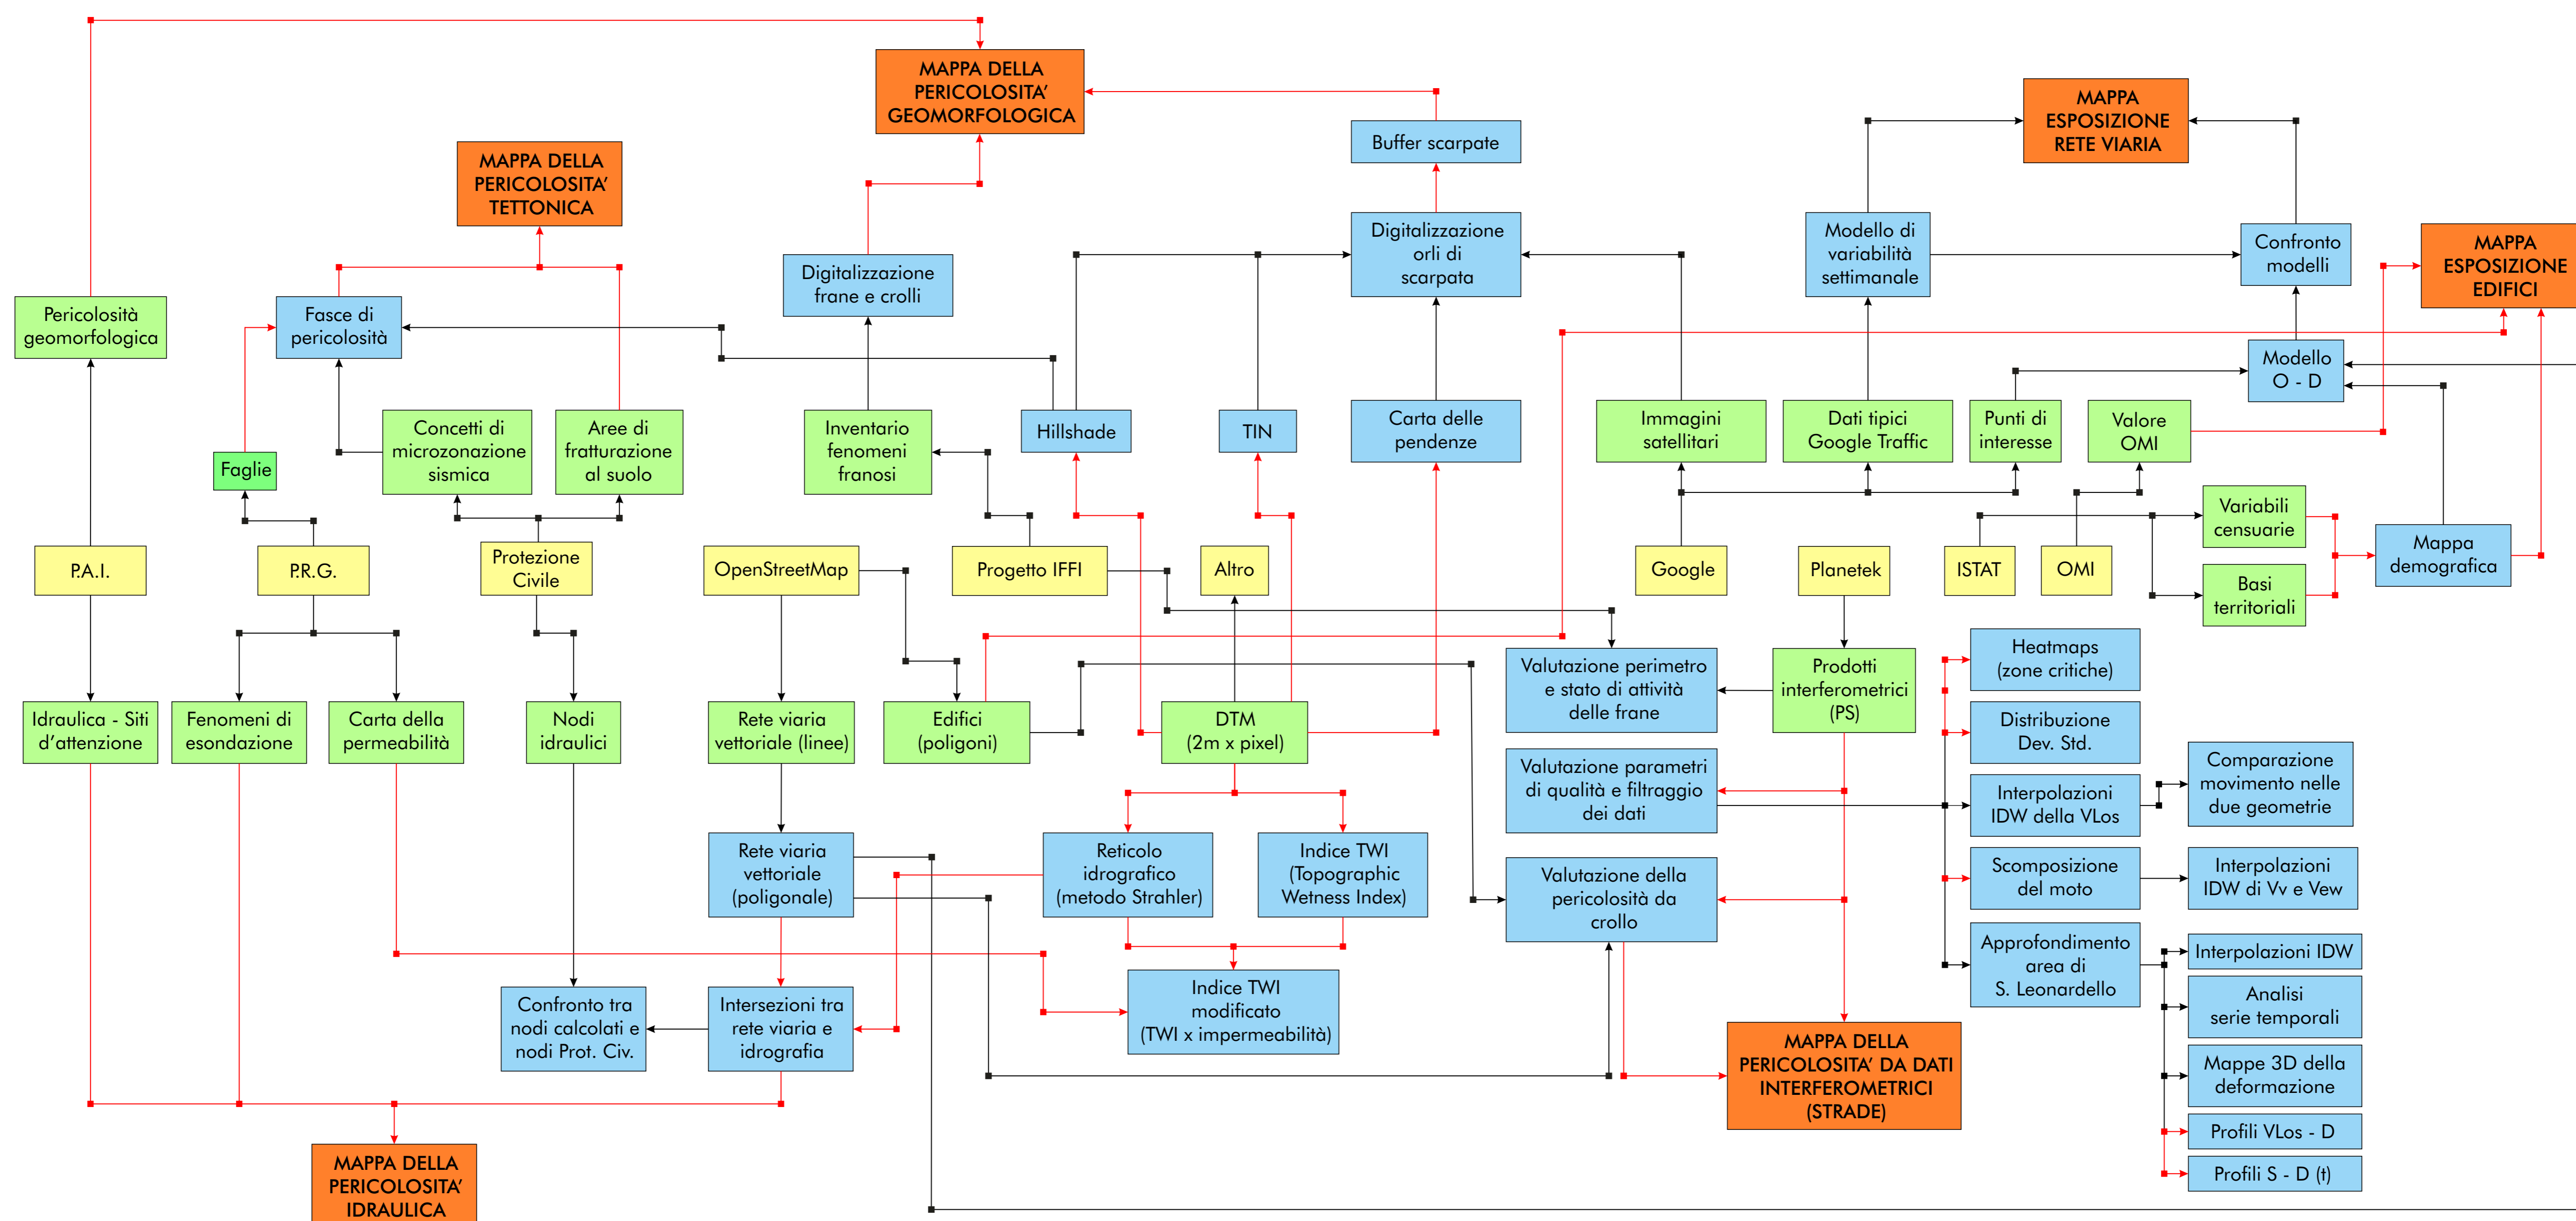 MAPPA DELLA
PERICOLOSITA’
GEOMORFOLOGICA
MAPPA
ESPOSIZIONE
RETE VIARIA
Buffer scarpate
MAPPA DELLA
PERICOLOSITA’
TETTONICA
Digitalizzazione
orli di
scarpata
Modello di
variabilità
settimanale
Confronto
modelli
MAPPA
ESPOSIZIONE
EDIFICI
Digitalizzazione
frane e crolli
Pericolosità
geomorfologica
Fasce di
pericolosità
Modello
O - D
Concetti di
microzonazione
sismica
Aree di
fratturazione
al suolo
Inventario
fenomeni
franosi
Hillshade
TIN
Carta delle
pendenze
Immagini
satellitari
Dati tipici
Google Traffic
Punti di
interesse
Valore
OMI
Faglie
Variabili
censuarie
Mappa
demografica
P.A.I.
P.R.G.
Protezione
Civile
OpenStreetMap
Progetto IFFI
Altro
Google
Planetek
ISTAT
OMI
Basi
territoriali
Heatmaps
(zone critiche)
Valutazione perimetro
e stato di attività
delle frane
Prodotti
interferometrici
(PS)
Idraulica - Siti
d’attenzione
Fenomeni di
esondazione
Carta della
permeabilità
Nodi
idraulici
Rete viaria
vettoriale (linee)
Edifici
(poligoni)
DTM
(2m x pixel)
Distribuzione
Dev. Std.
Valutazione parametri
di qualità e filtraggio
dei dati
Interpolazioni
IDW della VLos
Comparazione
movimento nelle
due geometrie
Rete viaria
vettoriale
(poligonale)
Reticolo
idrografico
(metodo Strahler)
Indice TWI
(Topographic
Wetness Index)
Valutazione della
pericolosità da
crollo
Scomposizione
del moto
Interpolazioni
IDW di Vv e Vew
Approfondimento
area di
S. Leonardello
Interpolazioni IDW
Confronto tra
nodi calcolati e
nodi Prot. Civ.
Intersezioni tra
rete viaria e
idrografia
Indice TWI
modificato
(TWI x impermeabilità)
Analisi
serie temporali
MAPPA DELLA
PERICOLOSITA’ DA DATI
INTERFEROMETRICI
(STRADE)
Mappe 3D della
deformazione
Profili VLos - D
Profili S - D (t)
MAPPA DELLA
PERICOLOSITA’
IDRAULICA